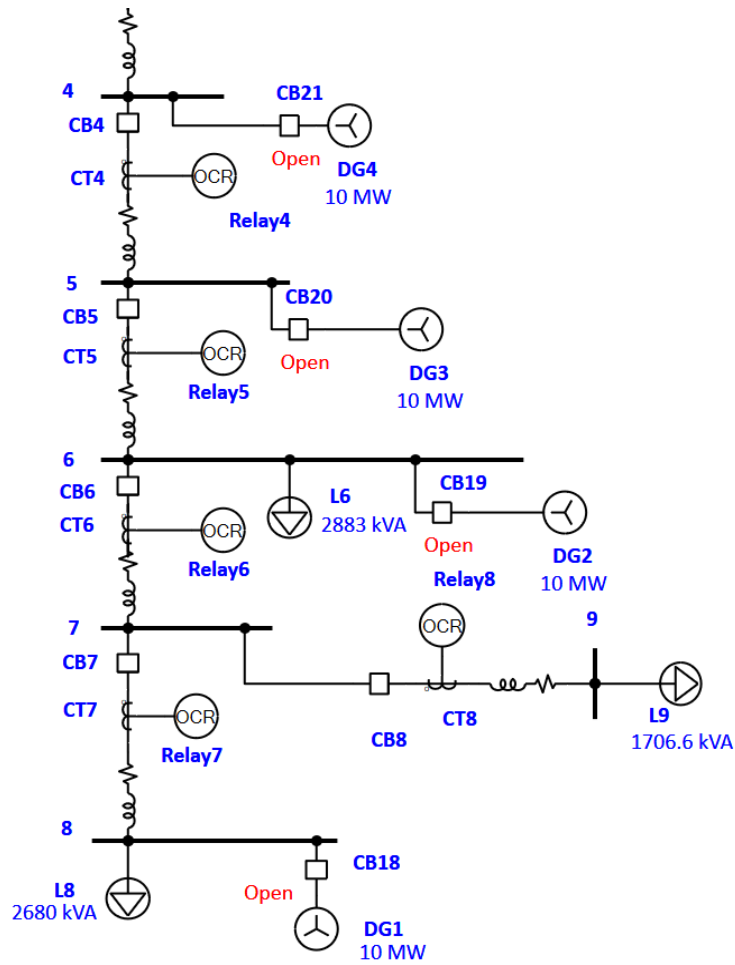 4
CB21
CB4
Open
DG4
10 MW
CT4
OCR
Relay4
5
CB20
CB5
Open
DG3
10 MW
CT5
OCR
Relay5
6
CB19
CB6
L6
2883 kVA
Open
DG2
10 MW
CT6
OCR
Relay6
Relay8
OCR
9
7
CB7
CB8
CT8
L9
1706.6 kVA
CT7
OCR
Relay7
8
CB18
Open
L8
2680 kVA
DG1
10 MW